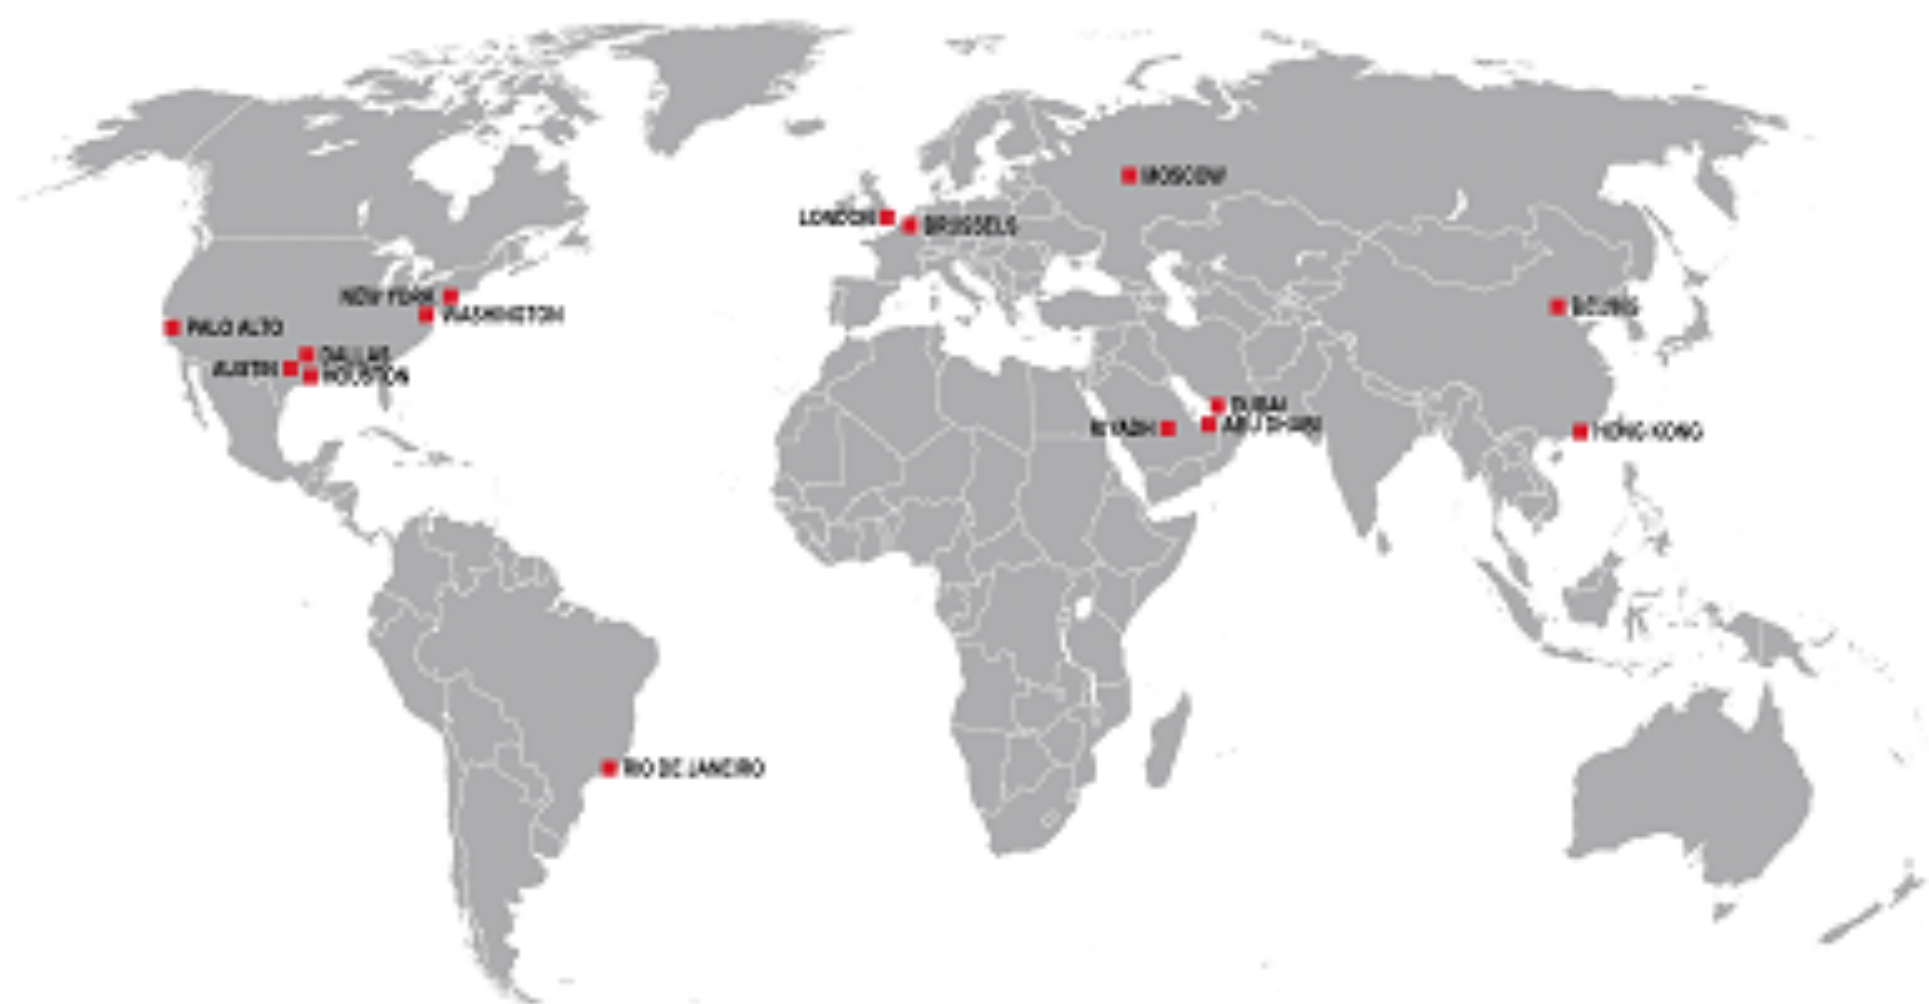 MOSCOW
LONDON
BRUSSELS
NEW YORK
WASHINGTON
PALO ALTO
DALLAS
AUSTIN
HOUSTON
BEIJING
DUBAI
ABU DHABI
RIYADH
HONG KONG
RIO DE JANEIRO